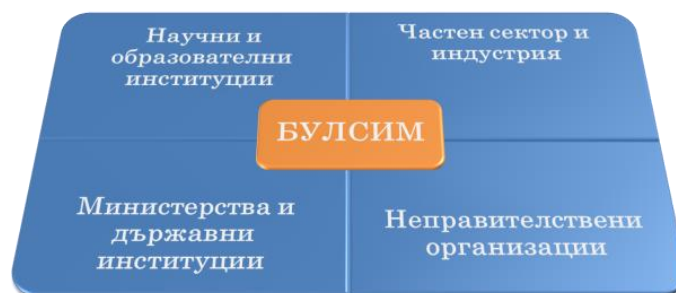 Научни и
образователни
институции
Частен сектор и
индустрия
БУЛСИМ
Министерства и
държавни
институции
Неправителствени
организации